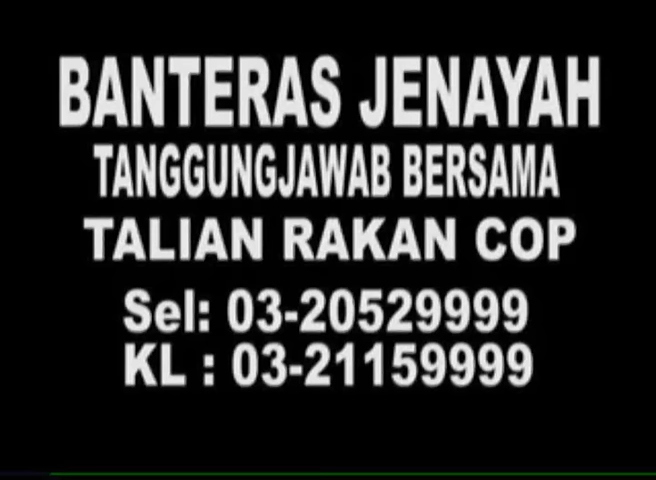 BANTERAS JENAYAH
TANGGUNGJAWAB BERSAMA
TALIAN RAKAN COP
Sel: 03-20529999
KL : 03-21159999